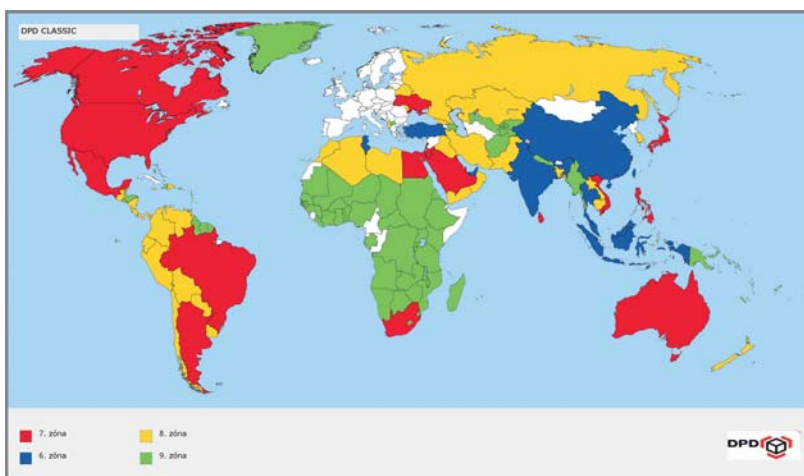 DPD CLASSIC
7. zóna
8. zóna
6. zóna
9. zóna
DPD